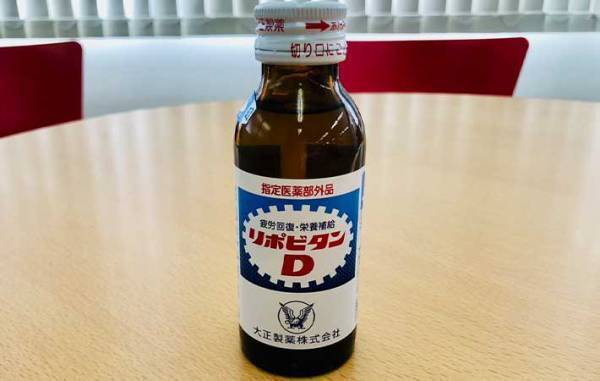 切り口に
指定医薬部外品
疲労回復・栄養補給
リポビタン
D
大正製薬株式会社